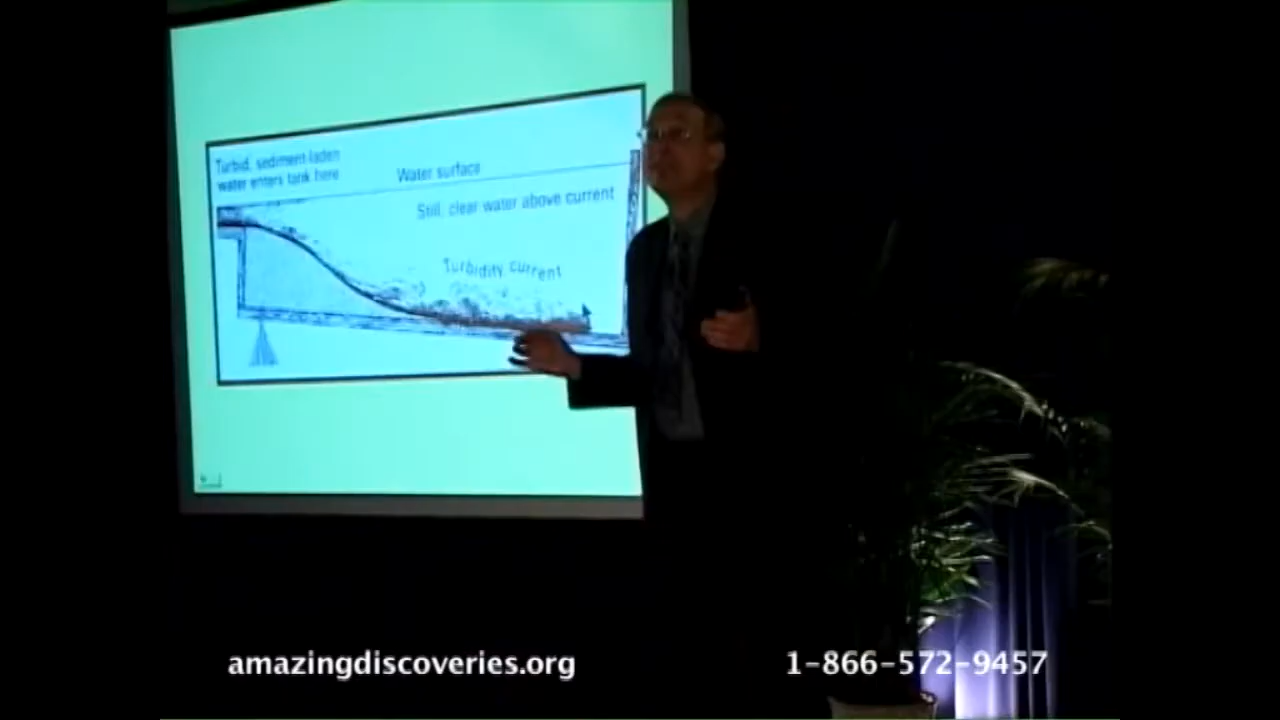 Turbid, sediment-laden
water enters tank here
Water surface
Still, clear water above current
Turbidity current
amazingdiscoveries.org
1-866-572-9457